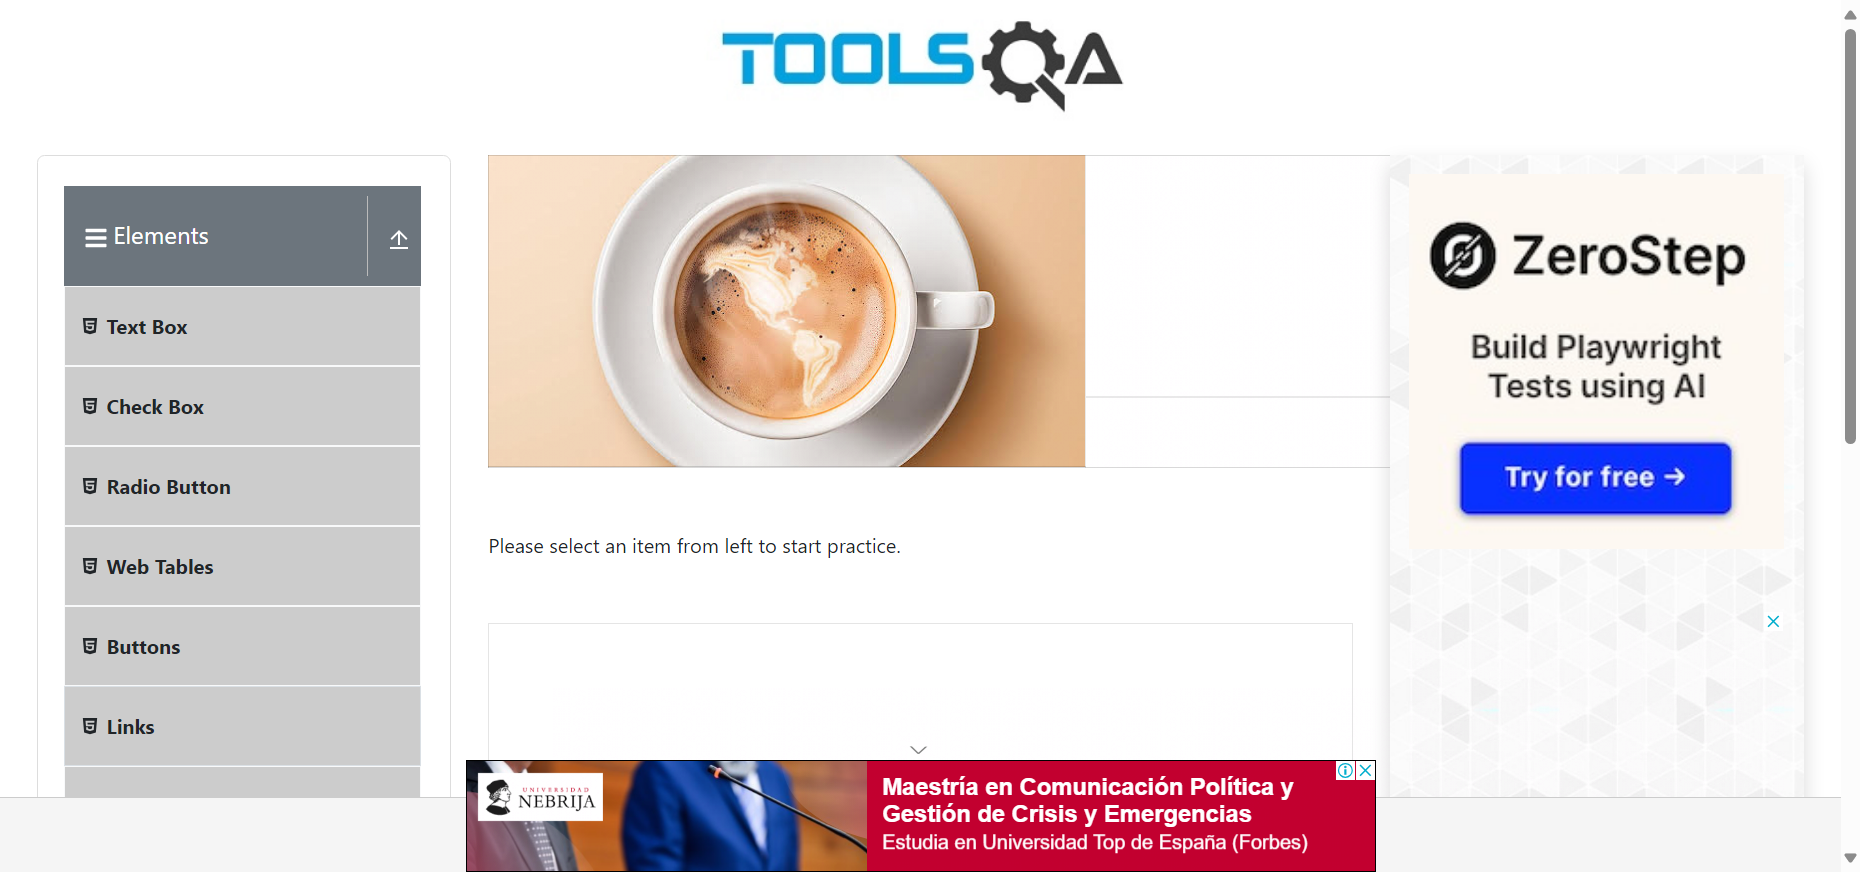 TOOLSQA
Elements
Text Box
Check Box
Radio Button
Web Tables
Buttons
Links
Please select an item from left to start practice.
ZeroStep
Build Playwright
Tests using AI
Try for free →
UNIVERSIDAD
NEBRIJA
Maestría en Comunicación Política y
Gestión de Crisis y Emergencias
Estudia en Universidad Top de España (Forbes)